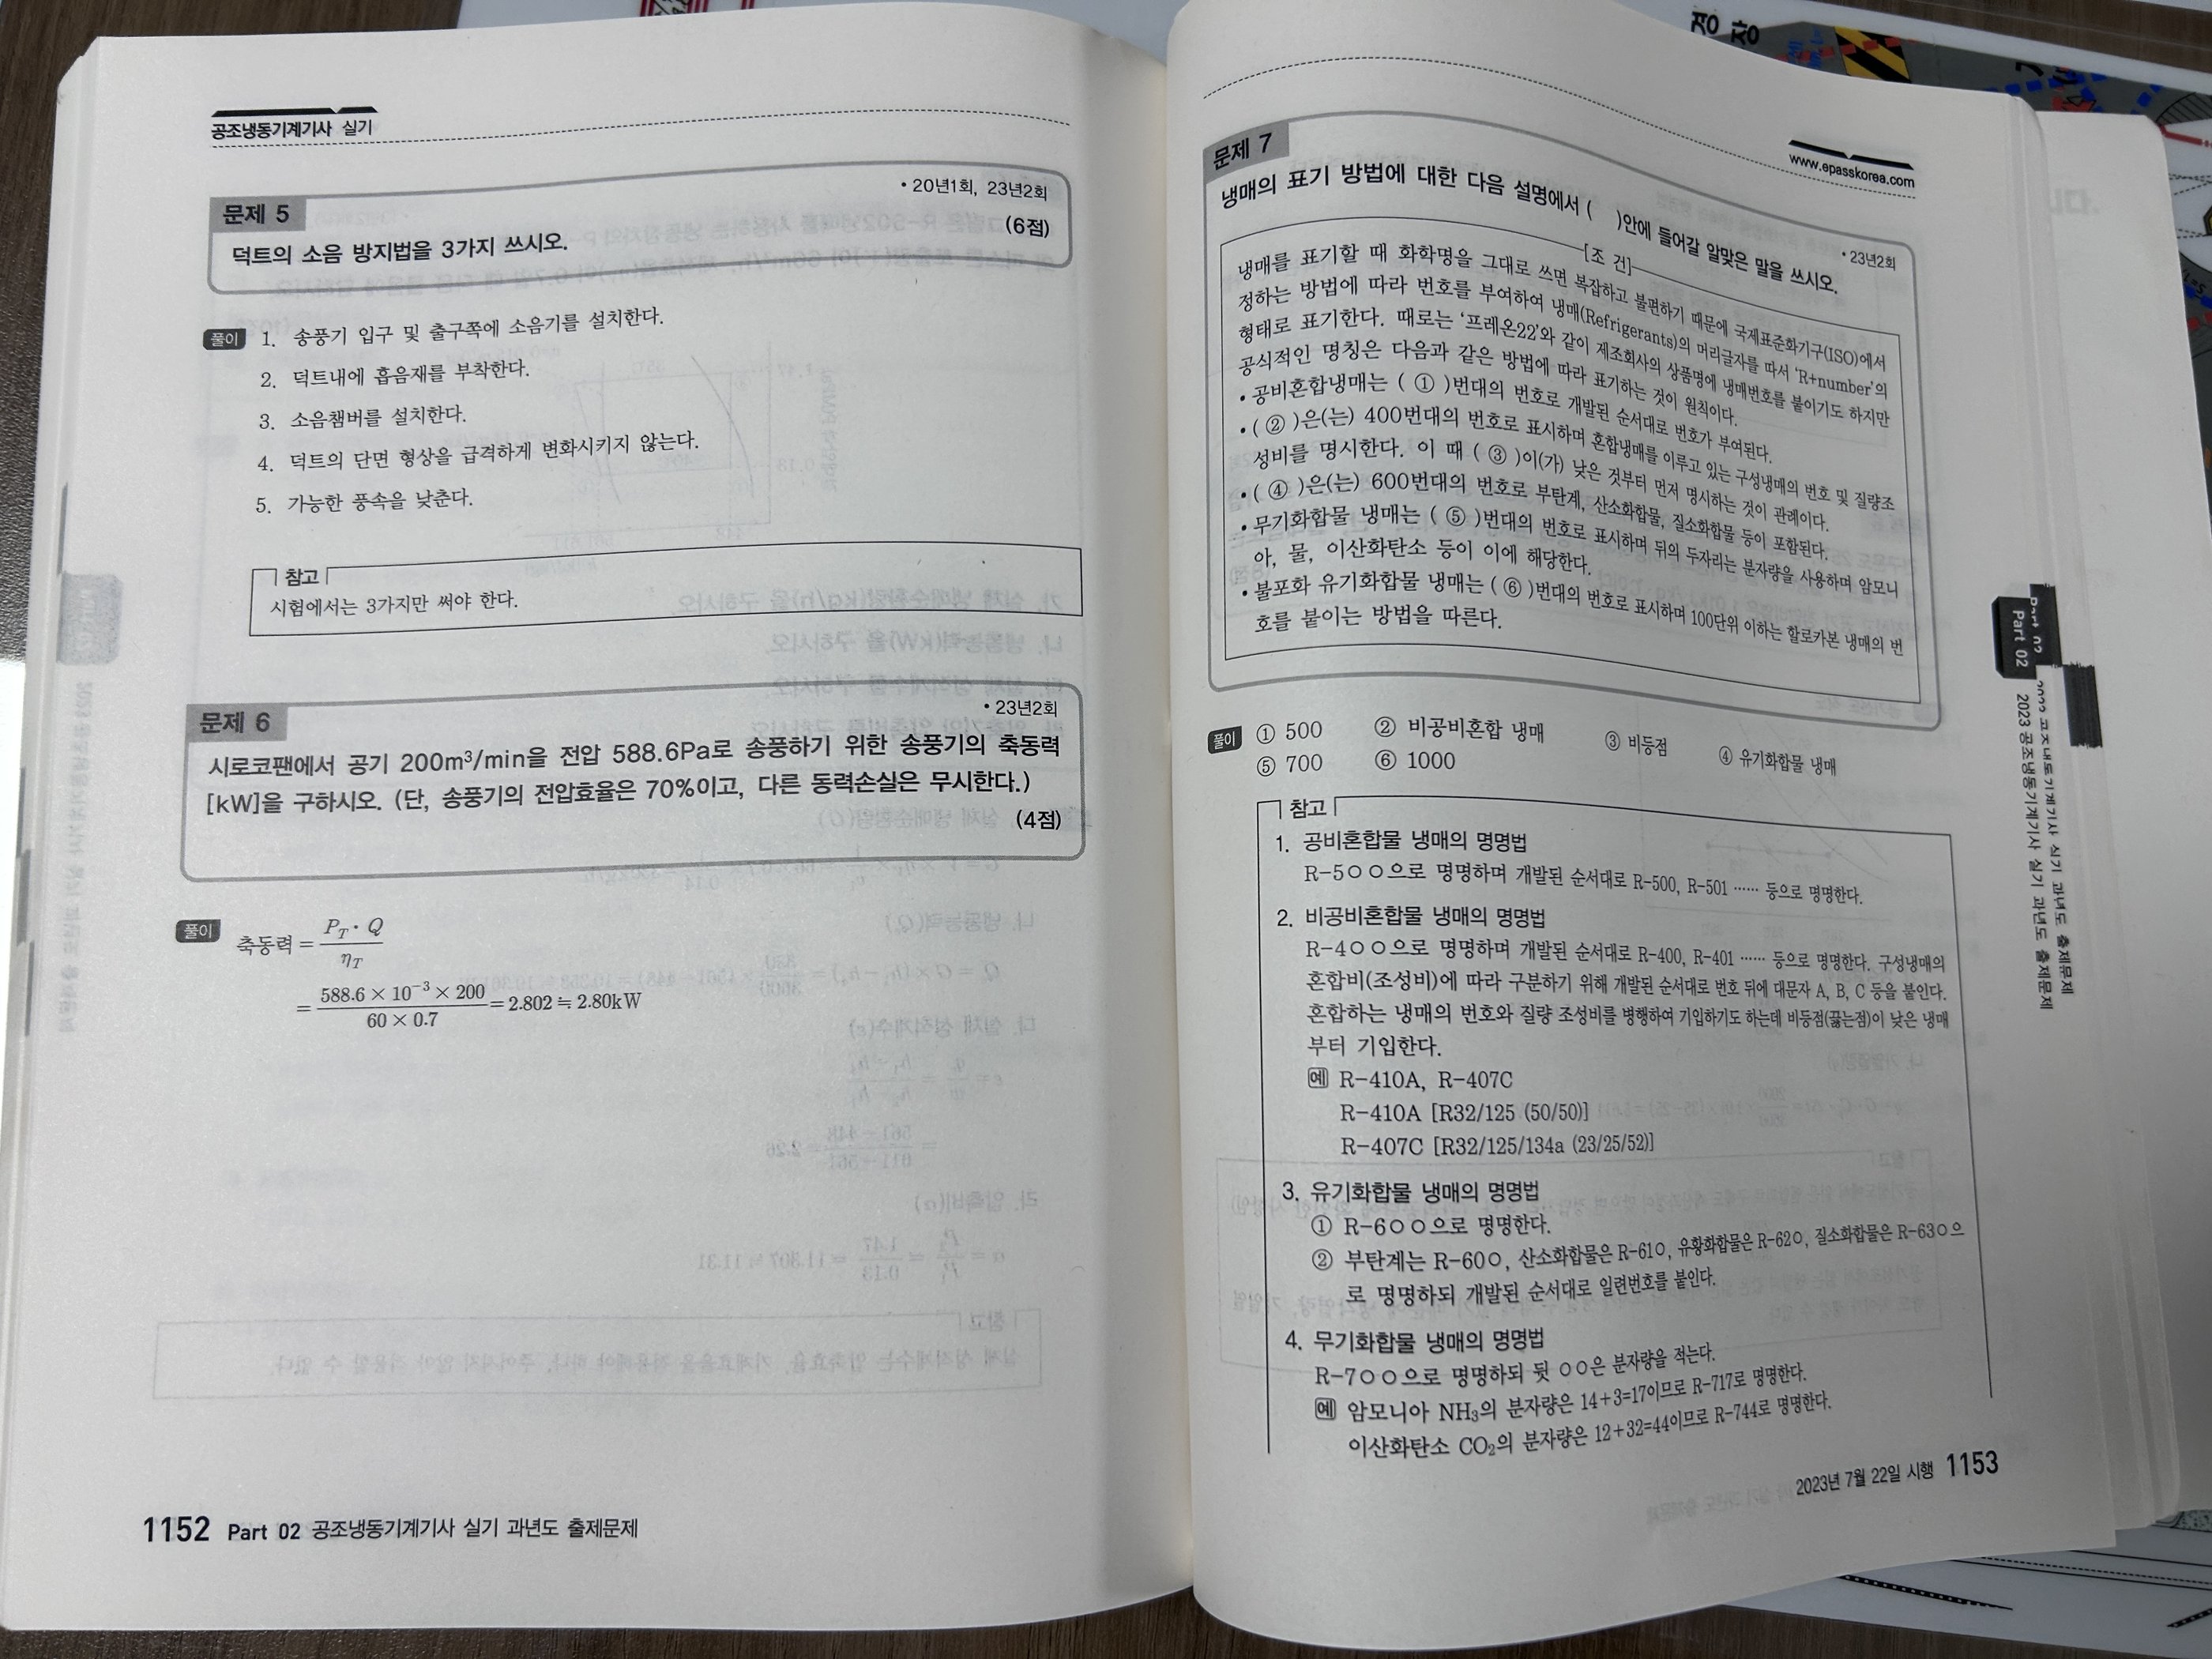 공조냉동기계기사 실기
문제 5
• 20년1회, 23년2회
덕트의 소음 방지법을 3가지 쓰시오.
(6점)
풀이
1. 송풍기 입구 및 출구쪽에 소음기를 설치한다.
2. 덕트내에 흡음재를 부착한다.
3. 소음챔버를 설치한다.
4. 덕트의 단면 형상을 급격하게 변화시키지 않는다.
5. 가능한 풍속을 낮춘다.
참고
시험에서는 3가지만 써야 한다.
문제 6
• 23년2회
시로코팬에서 공기 200m³/min을 전압 588.6Pa로 송풍하기 위한 송풍기의 축동력
[kW]을 구하시오. (단, 송풍기의 전압효율은 70%이고, 다른 동력손실은 무시한다.)
(4점)
풀이
축동력 = P_T · Q / η_T
= 588.6 × 10⁻³ × 200 / 60 × 0.7 = 2.802 ≒ 2.80kW
1152 Part 02 공조냉동기계기사 실기 과년도 출제문제
문제 7
www.epasskorea.com
• 23년2회
냉매의 표기 방법에 대한 다음 설명에서 ( )안에 들어갈 알맞은 말을 쓰시오.
[조 건]
냉매를 표기할 때 화학명을 그대로 쓰면 복잡하고 불편하기 때문에 국제표준화기구(ISO)에서
정하는 방법에 따라 번호를 부여하여 냉매(Refrigerants)의 머리글자를 따서 'R+number'의
형태로 표기한다. 때로는 '프레온22'와 같이 제조회사의 상품명에 냉매번호를 붙이기도 하지만
공식적인 명칭은 다음과 같은 방법에 따라 표기하는 것이 원칙이다.
• 공비혼합냉매는 ( ① )번대의 번호로 개발된 순서대로 번호가 부여된다.
• ( ② )은(는) 400번대의 번호로 표시하며 혼합냉매를 이루고 있는 구성냉매의 번호 및 질량조
성비를 명시한다. 이 때 ( ③ )이(가) 낮은 것부터 먼저 명시하는 것이 관례이다.
• ( ④ )은(는) 600번대의 번호로 부탄계, 산소화합물, 질소화합물 등이 포함된다.
• 무기화합물 냉매는 ( ⑤ )번대의 번호로 표시하며 뒤의 두자리는 분자량을 사용하며 암모니
아, 물, 이산화탄소 등이 이에 해당한다.
• 불포화 유기화합물 냉매는 ( ⑥ )번대의 번호로 표시하며 100단위 이하는 할로카본 냉매의 번
호를 붙이는 방법을 따른다.
풀이
① 500 ② 비공비혼합 냉매 ③ 비등점 ④ 유기화합물 냉매
⑤ 700 ⑥ 1000
참고
1. 공비혼합물 냉매의 명명법
R-5○○으로 명명하며 개발된 순서대로 R-500, R-501 …… 등으로 명명한다.
2. 비공비혼합물 냉매의 명명법
R-4○○으로 명명하며 개발된 순서대로 R-400, R-401 …… 등으로 명명한다. 구성냉매의
혼합비(조성비)에 따라 구분하기 위해 개발된 순서대로 번호 뒤에 대문자 A, B, C 등을 붙인다.
혼합하는 냉매의 번호와 질량 조성비를 병행하여 기입하기도 하는데 비등점(끓는점)이 낮은 냉매
부터 기입한다.
예 R-410A, R-407C
R-410A [R32/125 (50/50)]
R-407C [R32/125/134a (23/25/52)]
3. 유기화합물 냉매의 명명법
① R-6○○으로 명명한다.
② 부탄계는 R-60○, 산소화합물은 R-61○, 유황화합물은 R-62○, 질소화합물은 R-63○으
로 명명하되 개발된 순서대로 일련번호를 붙인다.
4. 무기화합물 냉매의 명명법
R-7○○으로 명명하되 뒷 ○○은 분자량을 적는다.
예 암모니아 NH₃의 분자량은 14+3=17이므로 R-717로 명명한다.
이산화탄소 CO₂의 분자량은 12+32=44이므로 R-744로 명명한다.
2023년 7월 22일 시행 1153
Part 02
2023 공조냉동기계기사 실기 과년도 출제문제